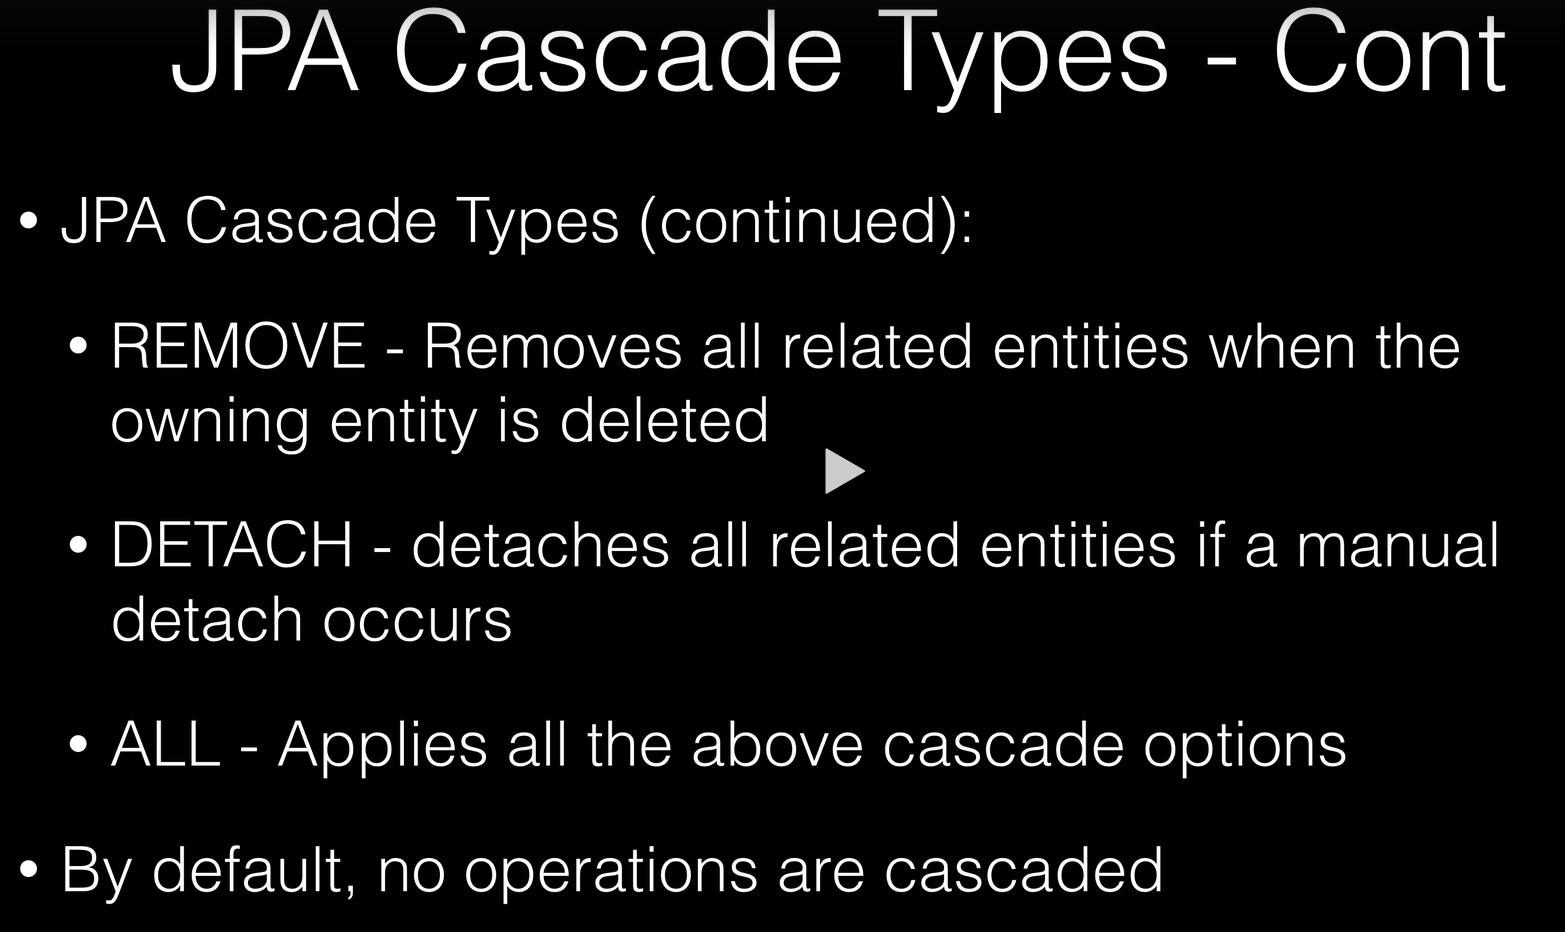 JPA Cascade Types - Cont
• JPA Cascade Types (continued):
• REMOVE - Removes all related entities when the
owning entity is deleted
• DETACH - detaches all related entities if a manual
detach occurs
• ALL - Applies all the above cascade options
• By default, no operations are cascaded